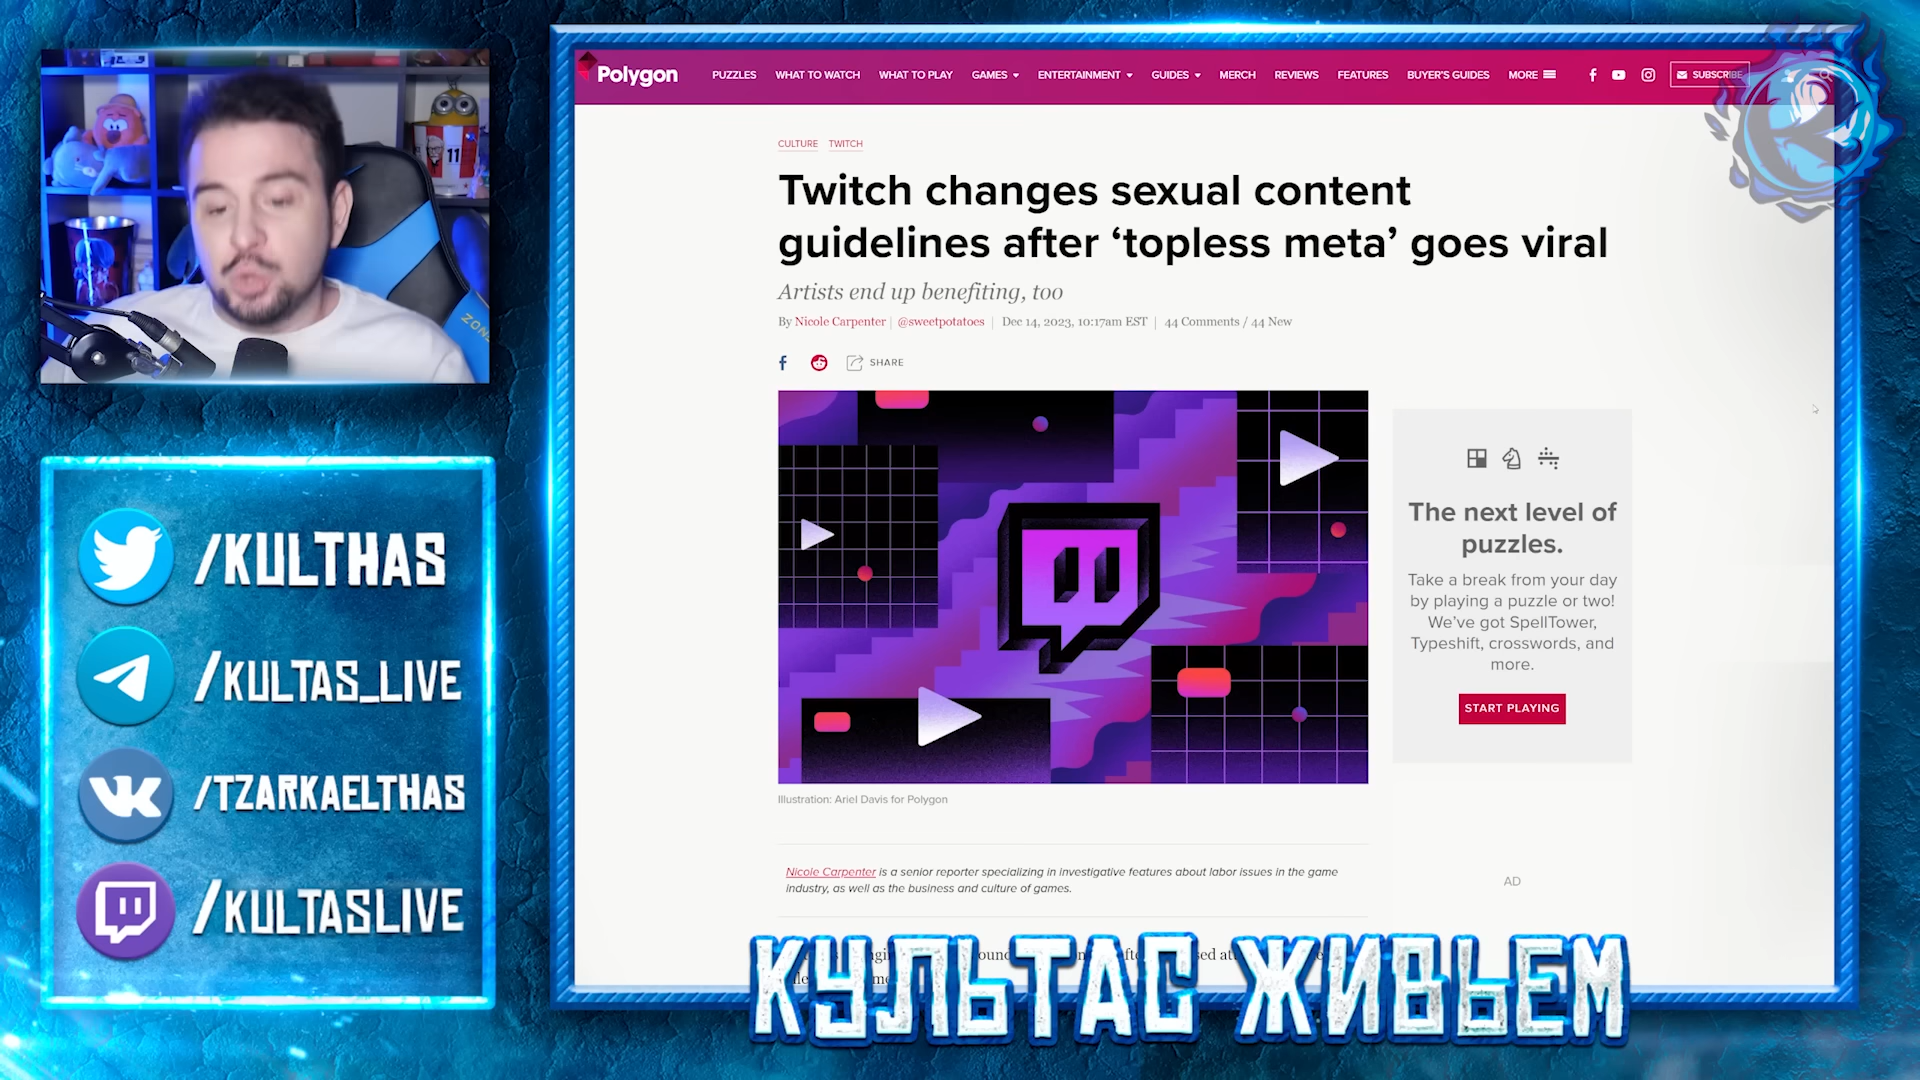 Polygon
PUZZLES WHAT TO WATCH WHAT TO PLAY GAMES ENTERTAINMENT GUIDES MERCH REVIEWS FEATURES BUYER'S GUIDES MORE SUBSCRIBE
CULTURE TWITCH
Twitch changes sexual content
guidelines after ‘topless meta’ goes viral
Artists end up benefiting, too
By Nicole Carpenter | @sweetpotatoes | Dec 14, 2023, 10:17am EST | 44 Comments / 44 New
SHARE
The next level of
puzzles.
Take a break from your day
by playing a puzzle or two!
We’ve got SpellTower,
Typeshift, crosswords, and
more.
START PLAYING
Illustration: Ariel Davis for Polygon
Nicole Carpenter is a senior reporter specializing in investigative features about labor issues in the game
industry, as well as the business and culture of games.
AD
11
ZONE
/KULTHAS
/KULTAS_LIVE
/TZARKAELTHAS
/KULTASLIVE
КУЛЬТАС ЖИВЬЕМ